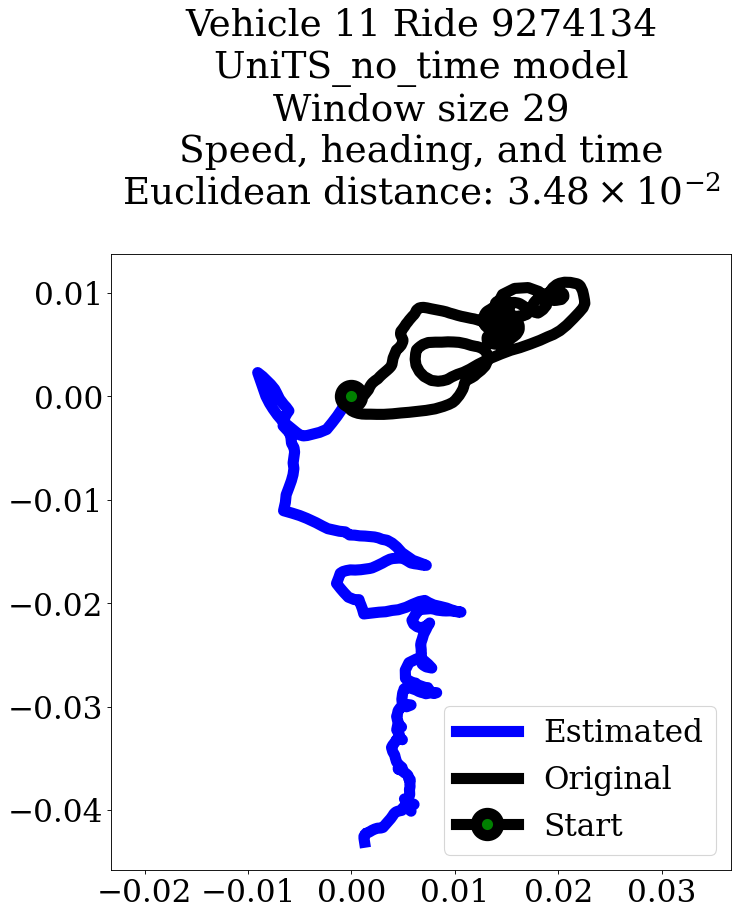 Vehicle 11 Ride 9274134
UniTS_no_time model
Window size 29
Speed, heading, and time
Euclidean distance: 3.48 × 10⁻²
0.01
0.00
−0.01
−0.02
−0.03
−0.04
Estimated
Original
Start
−0.02 −0.01 0.00 0.01 0.02 0.03